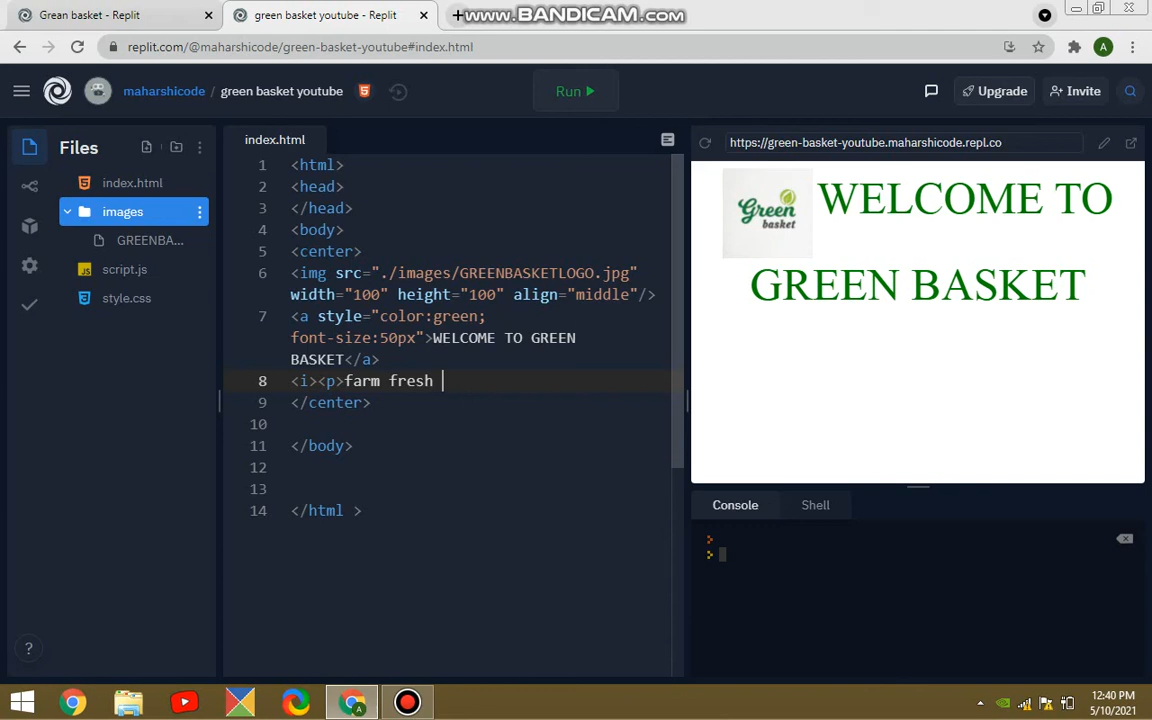 Grean basket - Replit
green basket youtube - Replit
www.BANDICAM.com
replit.com/@maharshicode/green-basket-youtube#index.html
maharshicode / green basket youtube
Run
Upgrade
Invite
Files
index.html
images
GREENBA...
script.js
style.css
index.html
1 <html>
2 <head>
3 </head>
4 <body>
5 <center>
6 <img src="./images/GREENBASKETLOGO.jpg"
width="100" height="100" align="middle"/>
7 <a style="color:green;
font-size:50px">WELCOME TO GREEN
BASKET</a>
8 <i><p>farm fresh
9 </center>
10
11 </body>
12
13
14 </html >
https://green-basket-youtube.maharshicode.repl.co
Green
basket
WELCOME TO
GREEN BASKET
Console
Shell
12:40 PM
5/10/2021